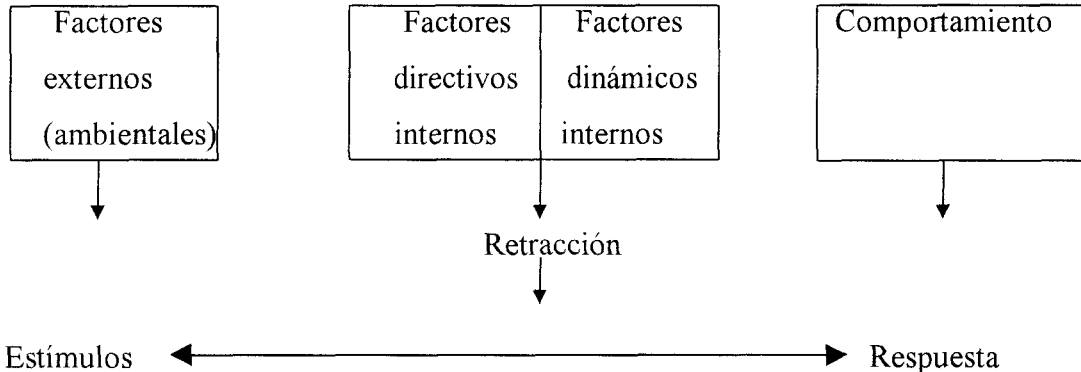 Factores
externos
(ambientales)
Factores
directivos
internos
Factores
dinámicos
internos
Comportamiento
Retracción
Estímulos
Respuesta